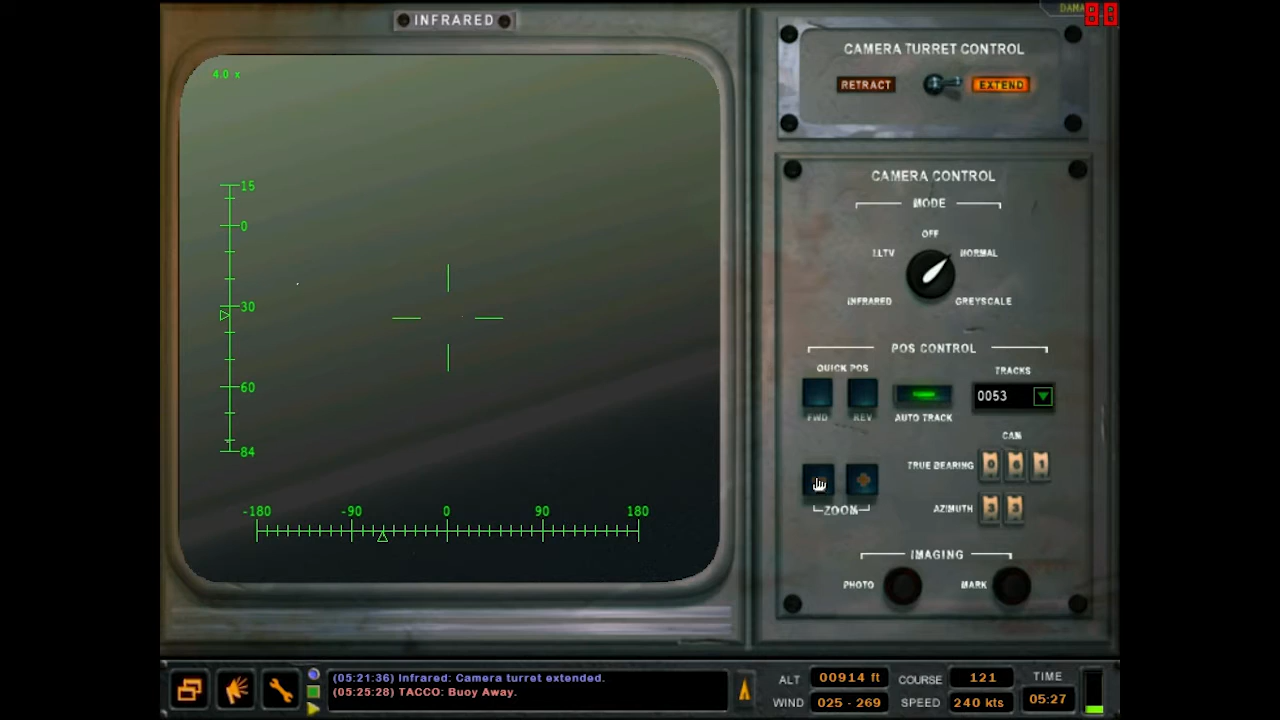 INFRARED
DAMA
80
4.0 x
15
0
30
60
84
-180 -90 0 90 180
CAMERA TURRET CONTROL
RETRACT EXTEND
CAMERA CONTROL
MODE
OFF
LLTV NORMAL
INFRARED GREYSCALE
POS CONTROL
QUICK POS TRACKS
0053
FWD REV AUTO TRACK
CAM
TRUE BEARING 0 6 1
ZOOM AZIMUTH 3 3
IMAGING
PHOTO MARK
(05:21:36) Infrared: Camera turret extended.
(05:25:28) TACCO: Buoy Away.
ALT 00914 ft COURSE 121 TIME
WIND 025 - 269 SPEED 240 kts 05:27